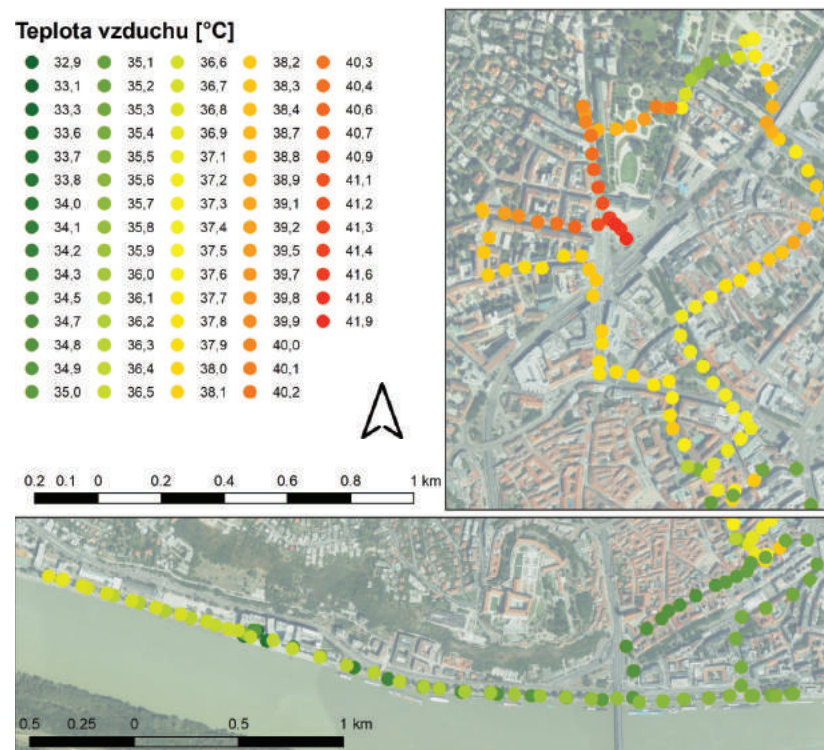 Teplota vzduchu [°C]
32,9 35,1 36,6 38,2 40,3
33,1 35,2 36,7 38,3 40,4
33,3 35,3 36,8 38,4 40,6
33,6 35,4 36,9 38,7 40,7
33,7 35,5 37,1 38,8 40,9
33,8 35,6 37,2 38,9 41,1
34,0 35,7 37,3 39,1 41,2
34,1 35,8 37,4 39,2 41,3
34,2 35,9 37,5 39,5 41,4
34,3 36,0 37,6 39,7 41,6
34,5 36,1 37,7 39,8 41,8
34,7 36,2 37,8 39,9 41,9
34,8 36,3 37,9 40,0
34,9 36,4 38,0 40,1
35,0 36,5 38,1 40,2
0.2 0.1 0 0.2 0.4 0.6 0.8 1 km
0.5 0.25 0 0.5 1 km